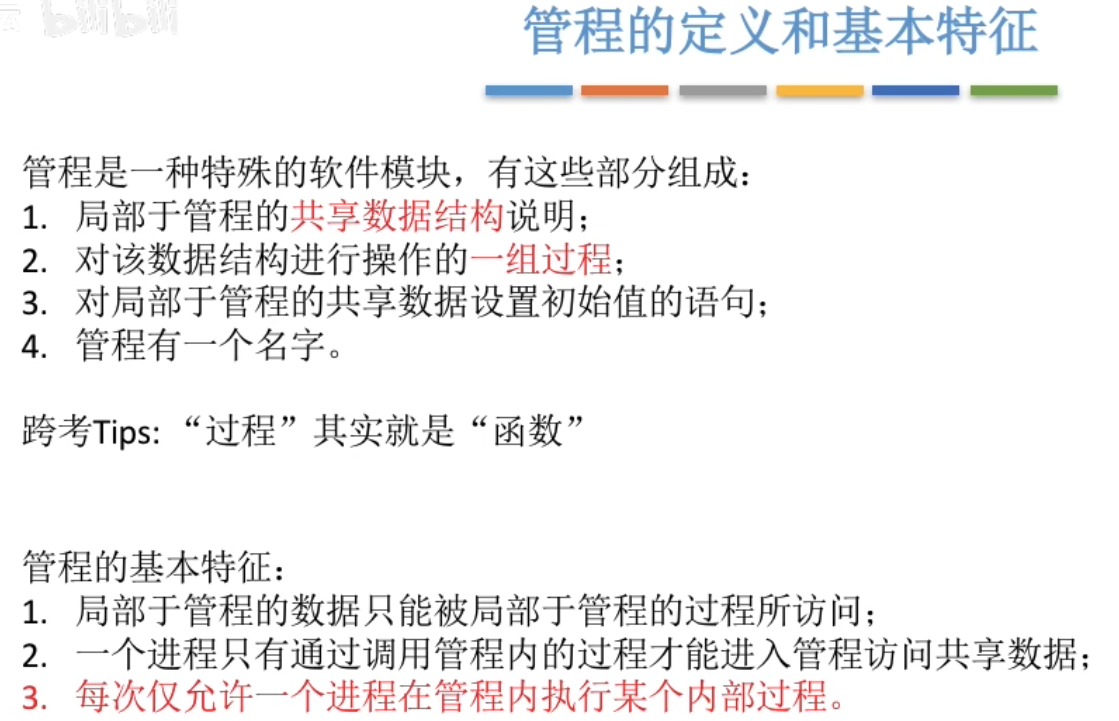 bilibili
管程的定义和基本特征
管程是一种特殊的软件模块，有这些部分组成：
1. 局部于管程的共享数据结构说明；
2. 对该数据结构进行操作的一组过程；
3. 对局部于管程的共享数据设置初始值的语句；
4. 管程有一个名字。
跨考Tips: “过程”其实就是“函数”
管程的基本特征：
1. 局部于管程的数据只能被局部于管程的过程所访问；
2. 一个进程只有通过调用管程内的过程才能进入管程访问共享数据；
3. 每次仅允许一个进程在管程内执行某个内部过程。